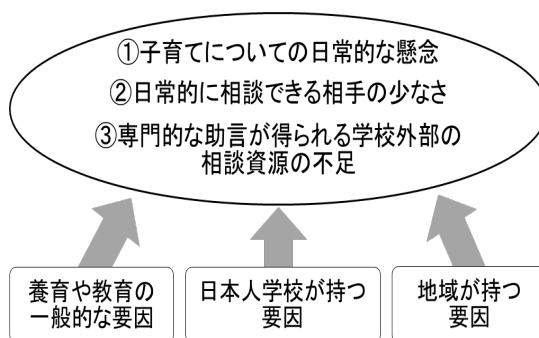 ①子育てについての日常的な懸念
②日常的に相談できる相手の少なさ
③専門的な助言が得られる学校外部の
相談資源の不足
養育や教育の
一般的な要因
日本人学校が持つ
要因
地域が持つ
要因